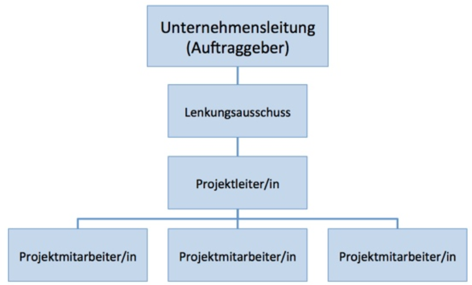 Unternehmensleitung
(Auftraggeber)
Lenkungsausschuss
Projektleiter/in
Projektmitarbeiter/in
Projektmitarbeiter/in
Projektmitarbeiter/in